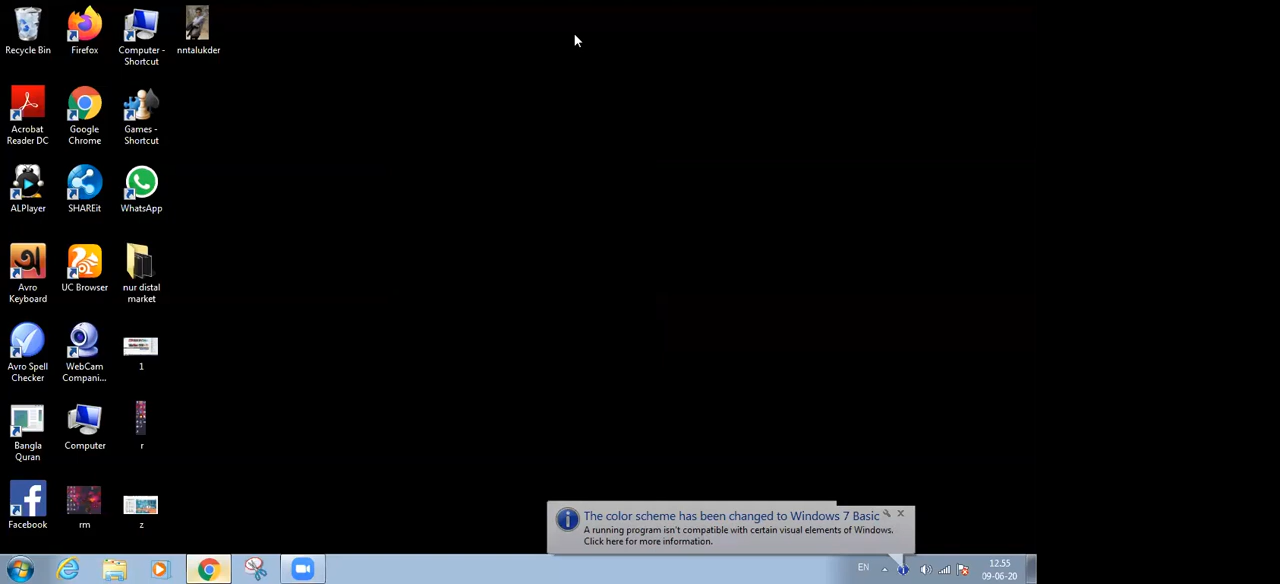 Recycle Bin
Firefox
Computer -
Shortcut
nntalukder
Acrobat
Reader DC
Google
Chrome
Games -
Shortcut
ALPlayer
SHAREit
WhatsApp
অ
Avro
Keyboard
UC Browser
nur distal
market
Avro Spell
Checker
WebCam
Compani...
1
Bangla
Quran
Computer
r
Facebook
rm
z
The color scheme has been changed to Windows 7 Basic
A running program isn't compatible with certain visual elements of Windows.
Click here for more information.
EN
12.55
09-06-20